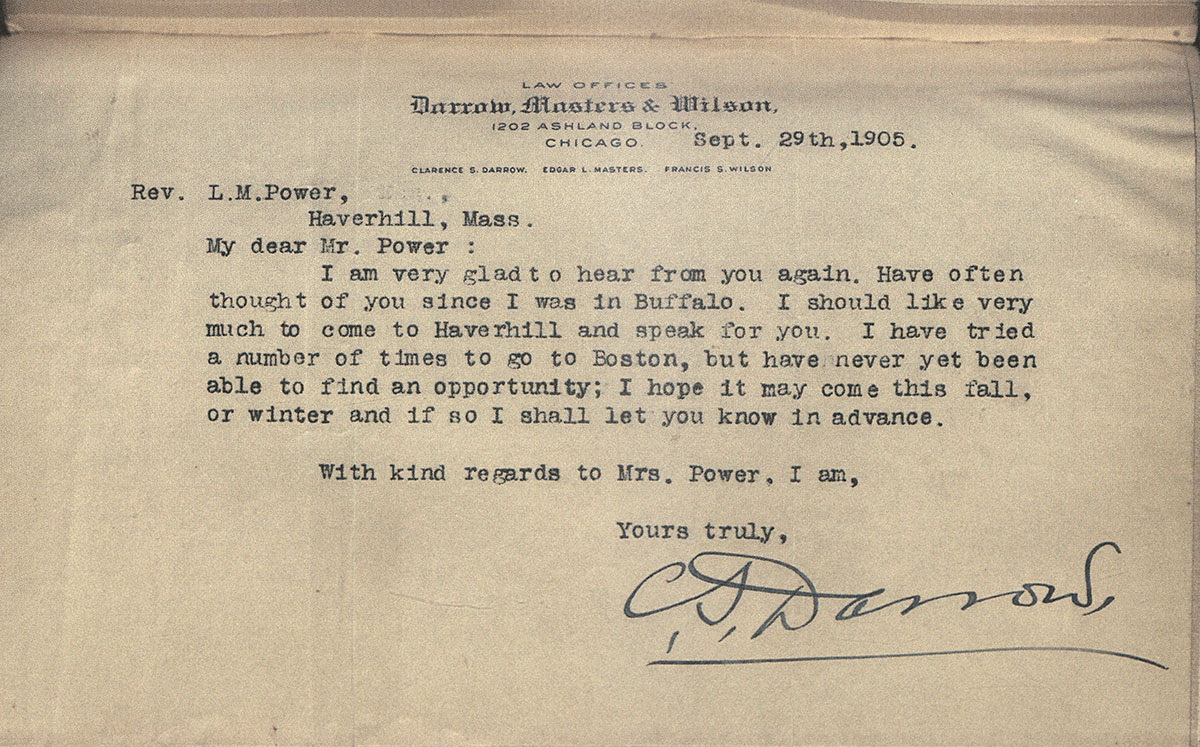 LAW OFFICES
Darrow, Masters & Wilson,
1202 ASHLAND BLOCK,
CHICAGO. Sept. 29th,1905.
CLARENCE S. DARROW. EDGAR L. MASTERS. FRANCIS S. WILSON
Rev. L.M.Power,
Haverhill, Mass.
My dear Mr. Power :
I am very glad to hear from you again. Have often
thought of you since I was in Buffalo. I should like very
much to come to Haverhill and speak for you. I have tried
a number of times to go to Boston, but have never yet been
able to find an opportunity; I hope it may come this fall,
or winter and if so I shall let you know in advance.
With kind regards to Mrs. Power. I am,
Yours truly,
C. S. Darrow.